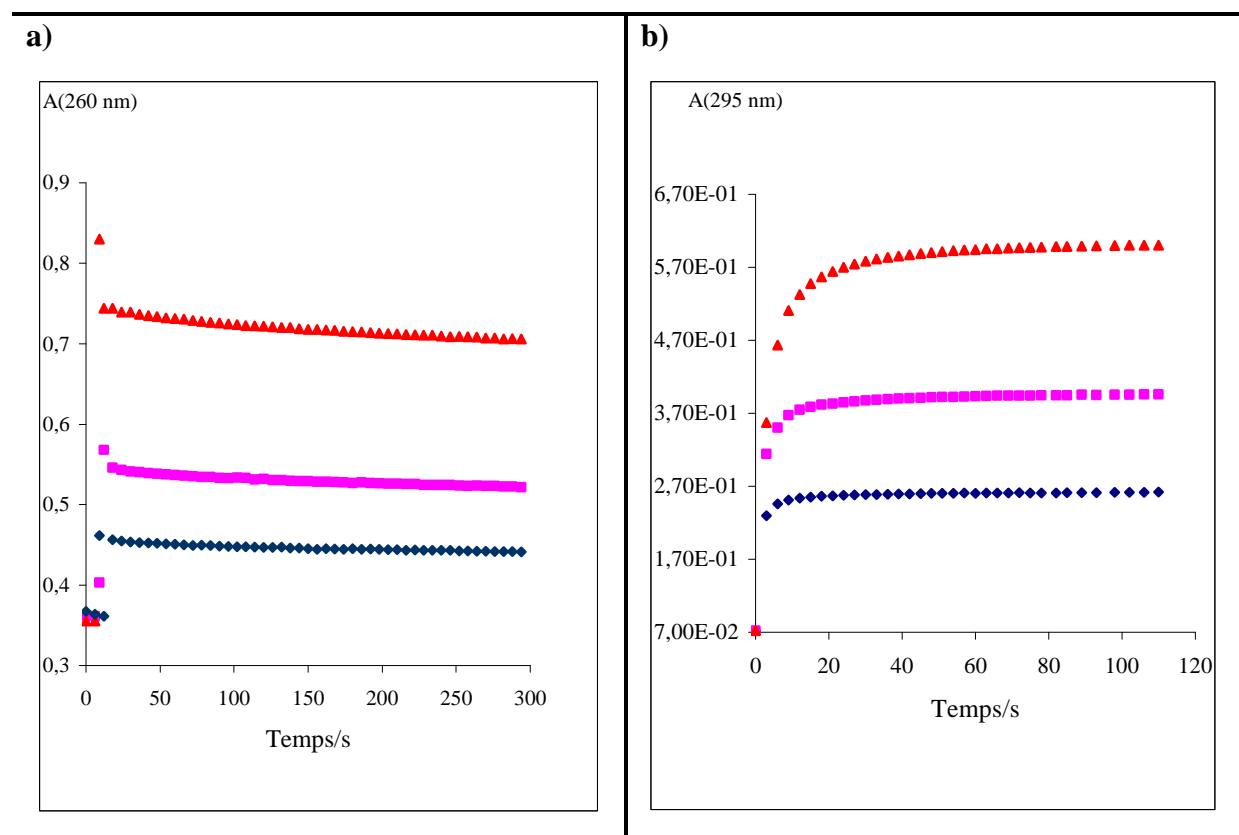 a)
A(260 nm)
0,9
0,8
0,7
0,6
0,5
0,4
0,3
0 50 100 150 200 250 300
Temps/s
b)
A(295 nm)
6,70E-01
5,70E-01
4,70E-01
3,70E-01
2,70E-01
1,70E-01
7,00E-02
0 20 40 60 80 100 120
Temps/s